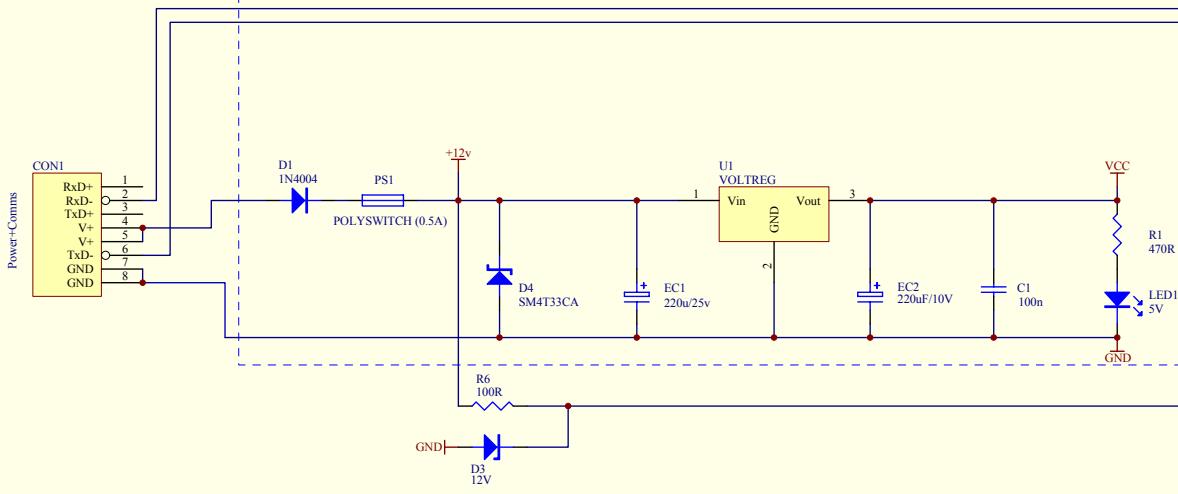 CON1
Power+Comms
RxD+ 1
RxD- 2
TxD+ 3
V+ 4
V+ 5
TxD- 6
GND 7
GND 8
D1
1N4004
PS1
POLYSWITCH (0.5A)
+12v
D4
SM4T33CA
EC1
220u/25v
U1
VOLTREG
1 Vin
Vout 3
GND
2
EC2
220uF/10V
C1
100n
VCC
R1
470R
LED1
5V
GND
R6
100R
GND
D3
12V